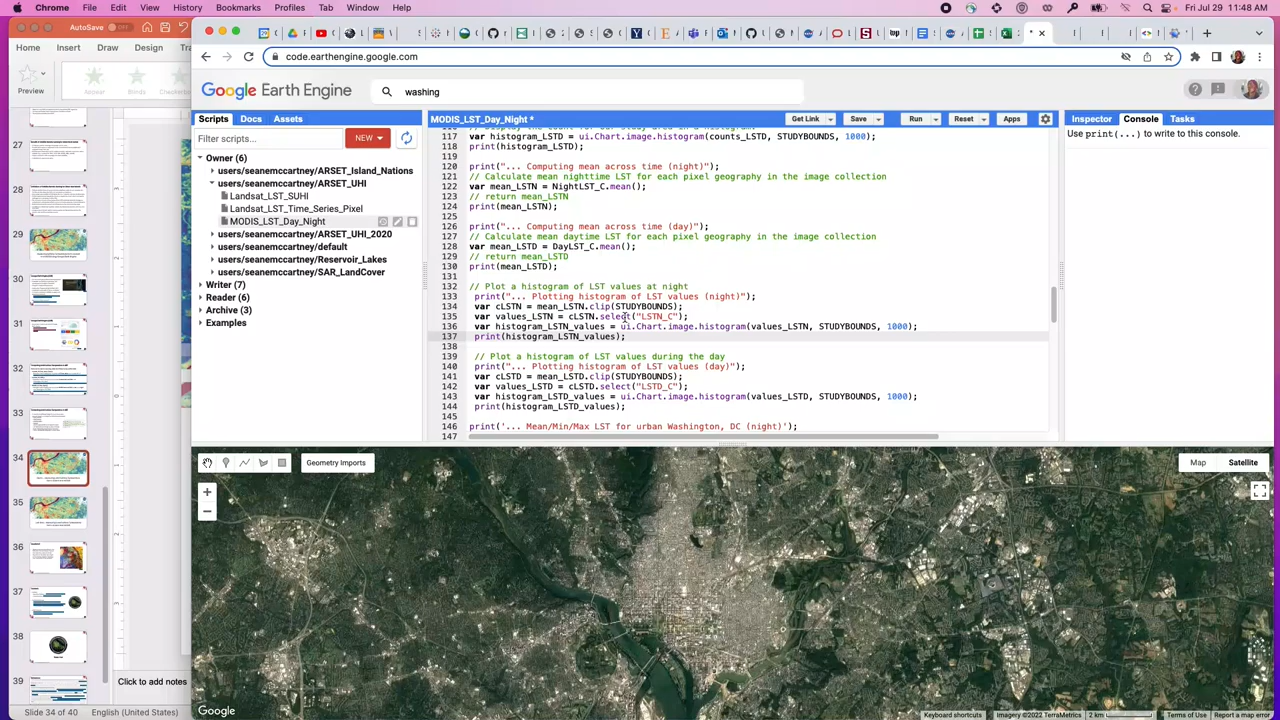 Chrome File Edit View History Bookmarks Profiles Tab Window Help
Fri Jul 29 11:48 AM
AutoSave OFF
Home Insert Draw Design
Preview
27
28
29
30
31
32
33
34
35
36
37
38
39
Click to add notes
Slide 34 of 40 English (United States)
code.earthengine.google.com
Google Earth Engine
washing
Scripts Docs Assets
Filter scripts...
NEW
Owner (6)
users/seanemccartney/ARSET_Island_Nations
users/seanemccartney/ARSET_UHI
Landsat_LST_SUHI
Landsat_LST_Time_Series_Pixel
MODIS_LST_Day_Night
users/seanemccartney/ARSET_UHI_2020
users/seanemccartney/default
users/seanemccartney/Reservoir_Lakes
users/seanemccartney/SAR_LandCover
Writer (7)
Reader (6)
Archive (3)
Examples
MODIS_LST_Day_Night *
Get Link Save Run Reset Apps
117 var histogram_LSTD = ui.Chart.image.histogram(counts_LSTD, STUDYBOUNDS, 1000);
118 print(histogram_LSTD);
119
120 print("... Computing mean across time (night)");
121 // Calculate mean nighttime LST for each pixel geography in the image collection
122 var mean_LSTN = NightLST_C.mean();
123 // return mean_LSTN
124 print(mean_LSTN);
125
126 print("... Computing mean across time (day)");
127 // Calculate mean daytime LST for each pixel geography in the image collection
128 var mean_LSTD = DayLST_C.mean();
129 // return mean_LSTD
130 print(mean_LSTD);
131
132 Plot a histogram of LST values at night
133 print("... Plotting histogram of LST values (night)");
134 var cLSTN = mean_LSTN.clip(STUDYBOUNDS);
135 var values_LSTN = cLSTN.select("LSTN_C");
136 var histogram_LSTN_values = ui.Chart.image.histogram(values_LSTN, STUDYBOUNDS, 1000);
137 print(histogram_LSTN_values);
138
139 // Plot a histogram of LST values during the day
140 print("... Plotting histogram of LST values (day)");
141 var cLSTD = mean_LSTD.clip(STUDYBOUNDS);
142 var values_LSTD = cLSTD.select("LSTD_C");
143 var histogram_LSTD_values = ui.Chart.image.histogram(values_LSTD, STUDYBOUNDS, 1000);
144 print(histogram_LSTD_values);
145
146 print('... Mean/Min/Max LST for urban Washington, DC (night)');
147
Inspector Console Tasks
Use print(...) to write to this console.
Geometry Imports
Map Satellite
+
−
Google
Keyboard shortcuts Imagery ©2022 TerraMetrics 2 km Terms of Use Report a map error